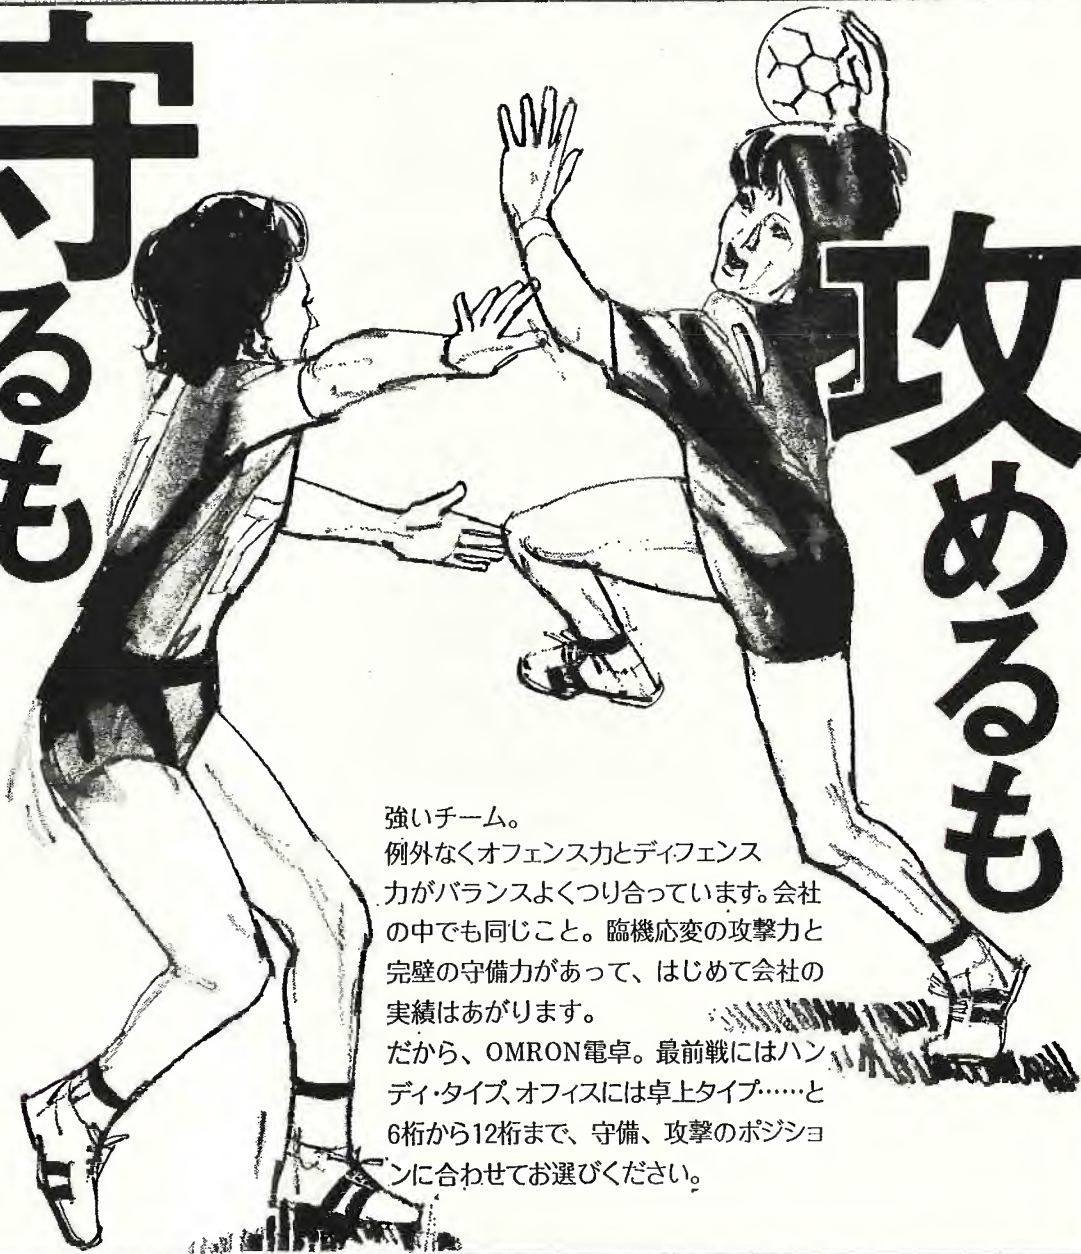 攻めるも
守るも
強いチーム。
例外なくオフェンス力とディフェンス
力がバランスよくつり合っています。会社
の中でも同じこと。臨機応変の攻撃力と
完璧の守備力があって、はじめて会社の
実績はあがります。
だから、OMRON電卓。最前戦にはハン
ディ・タイプ、オフィスには卓上タイプ……と
6桁から12桁まで、守備、攻撃のポジショ
ンに合わせてお選びください。